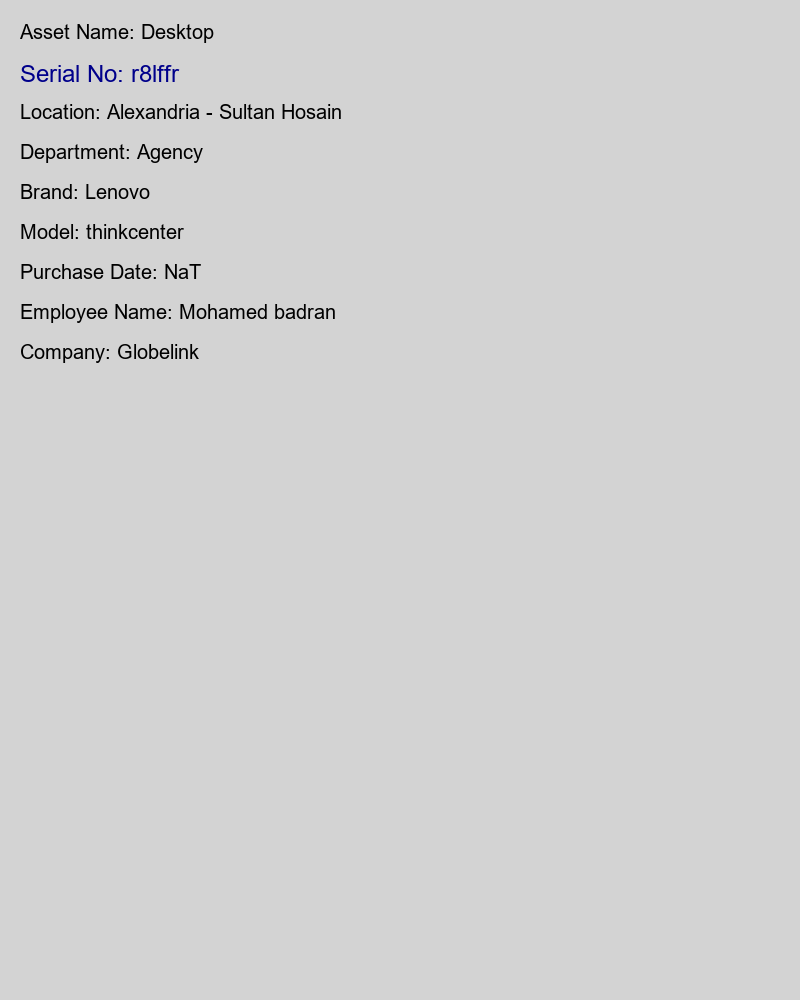 Asset Name: Desktop
Serial No: r8lffr
Location: Alexandria - Sultan Hosain
Department: Agency
Brand: Lenovo
Model: thinkcenter
Purchase Date: NaT
Employee Name: Mohamed badran
Company: Globelink